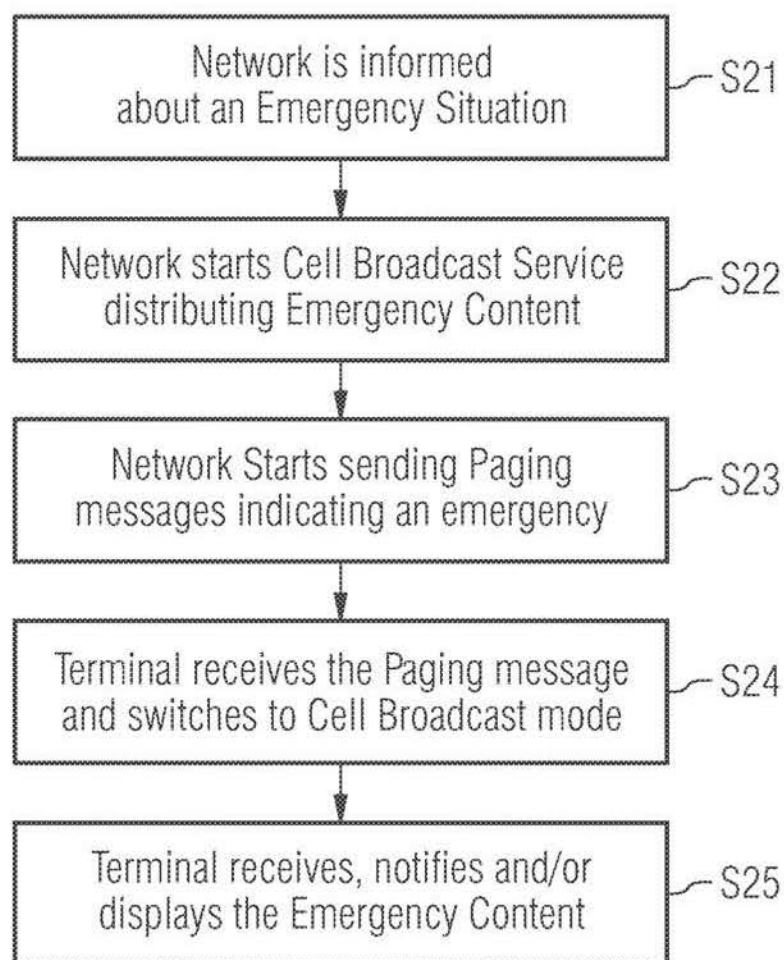 Network is informed
about an Emergency Situation
S21
Network starts Cell Broadcast Service
distributing Emergency Content
S22
Network Starts sending Paging
messages indicating an emergency
S23
Terminal receives the Paging message
and switches to Cell Broadcast mode
S24
Terminal receives, notifies and/or
displays the Emergency Content
S25